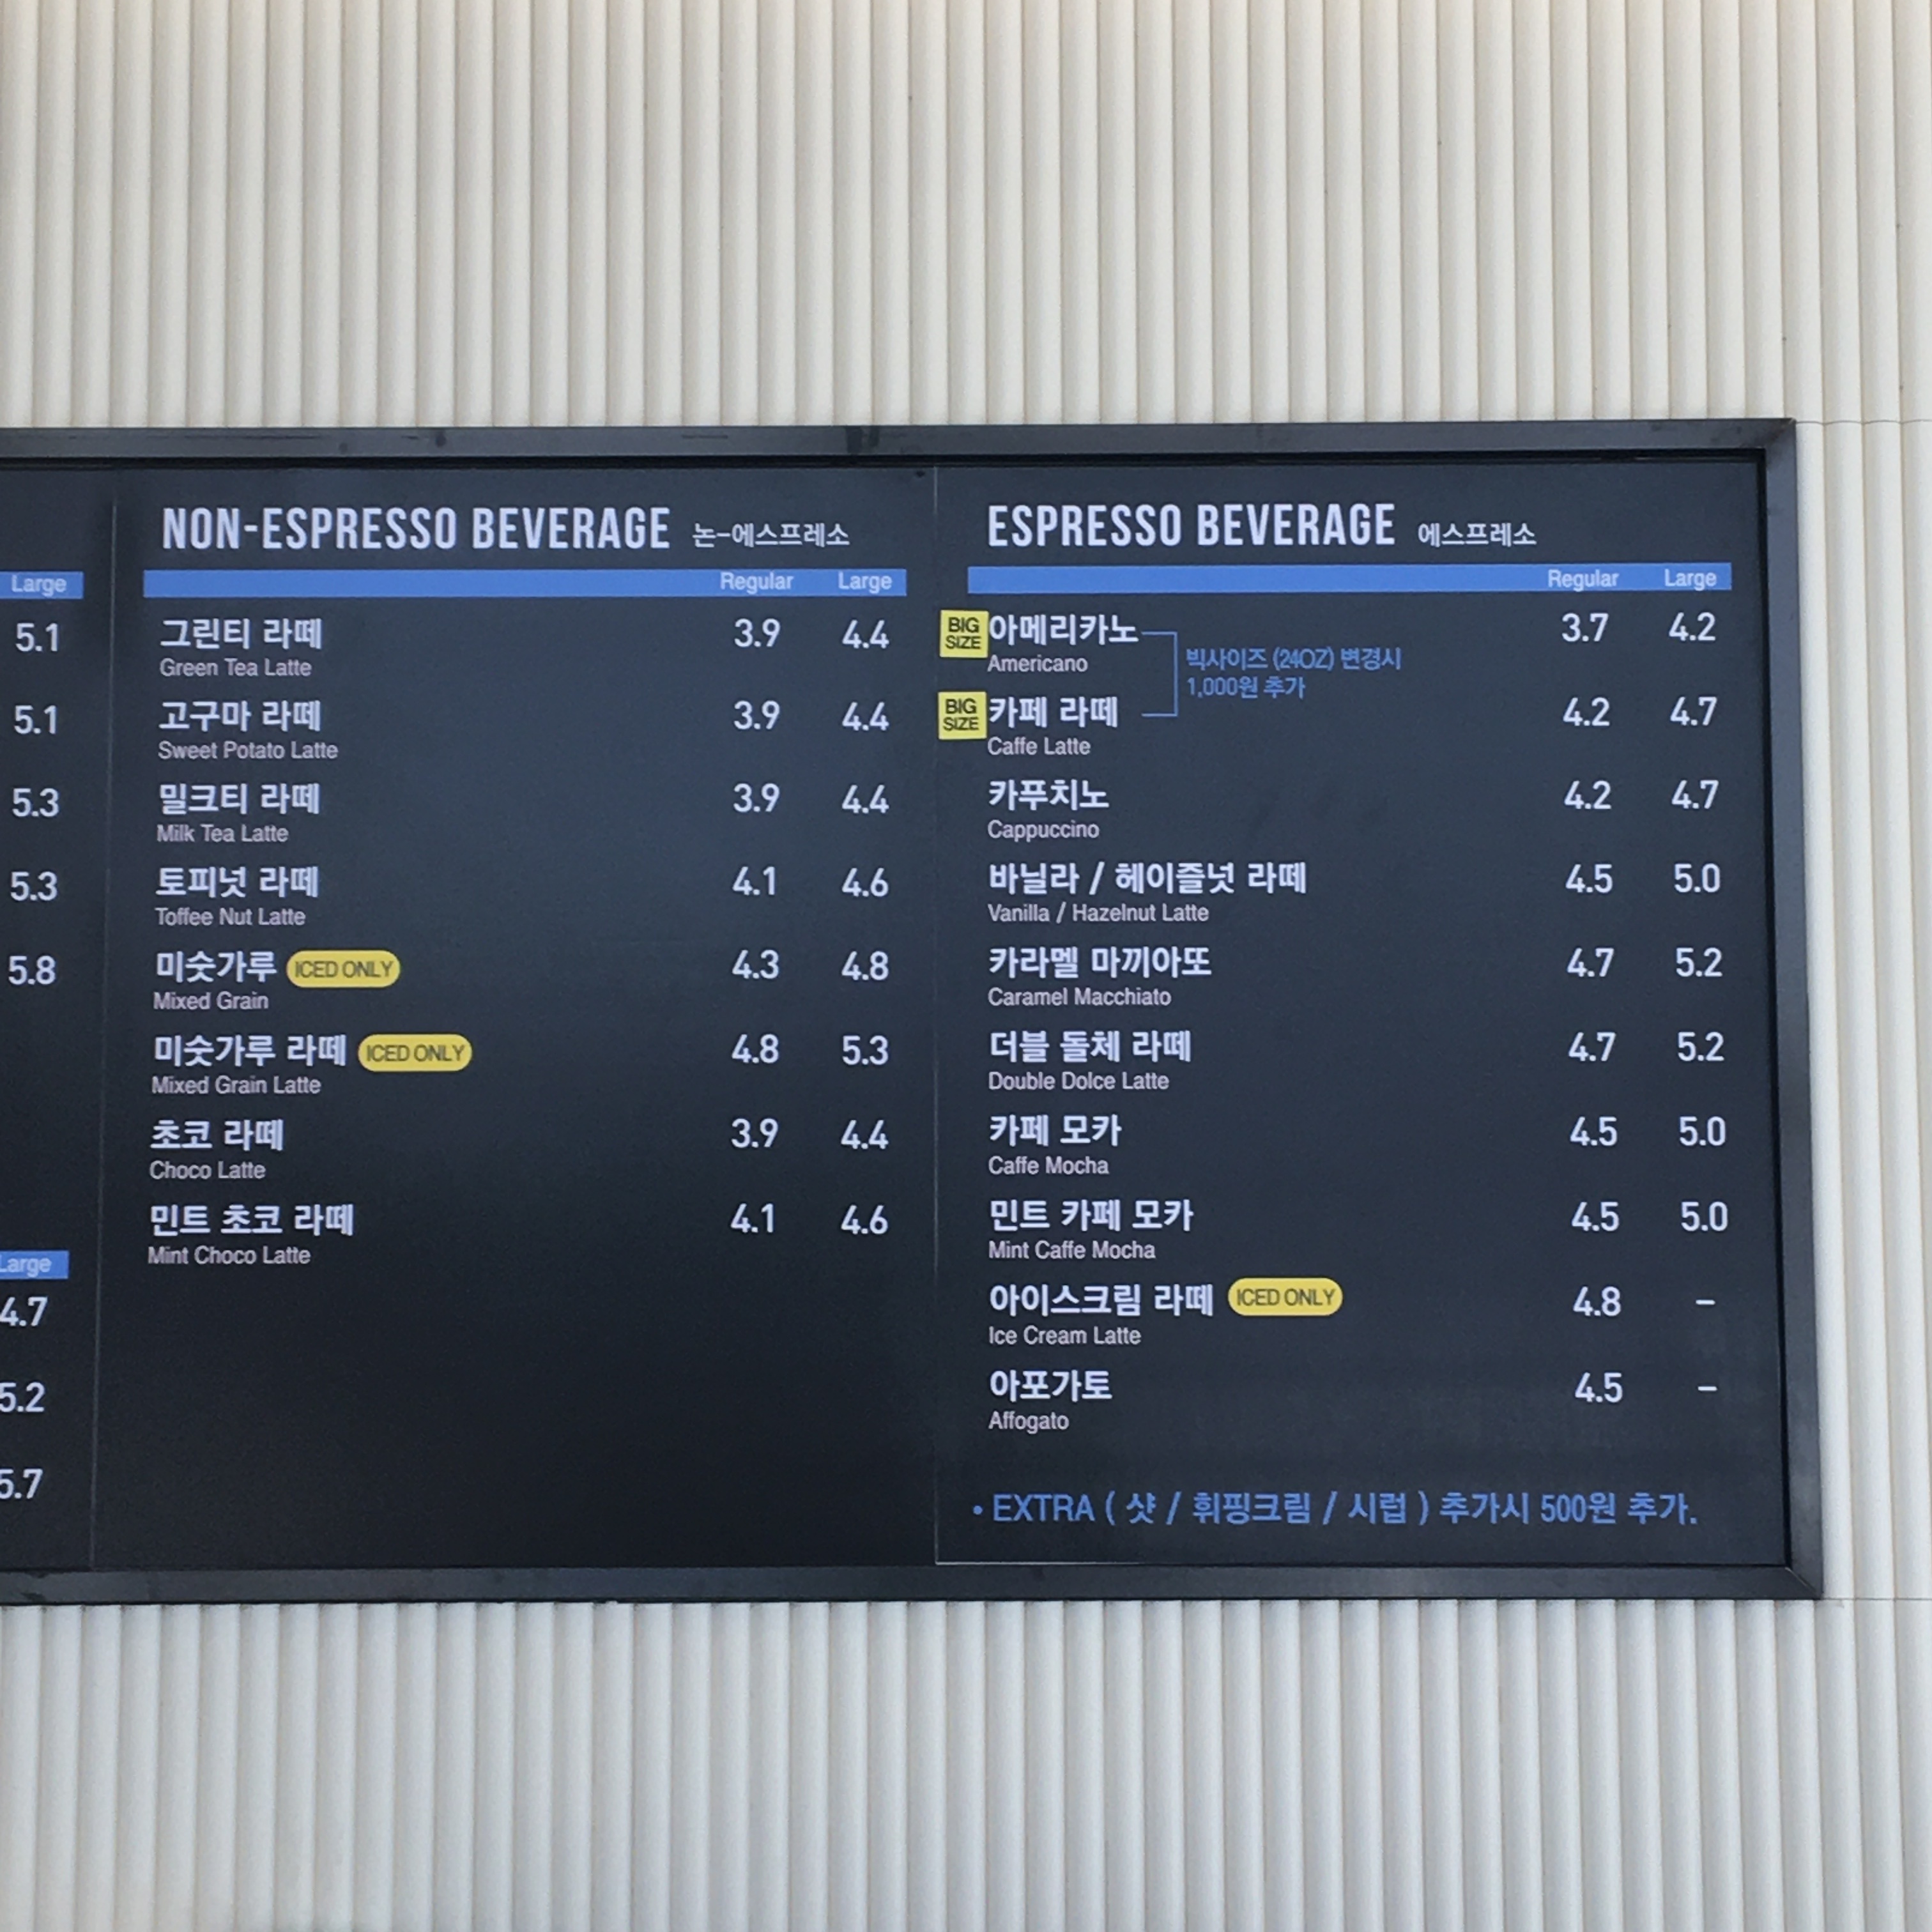 Large
5.1
5.1
5.3
5.3
5.8
Large
4.7
5.2
5.7
NON-ESPRESSO BEVERAGE 논-에스프레소
Regular Large
그린티 라떼 3.9 4.4
Green Tea Latte
고구마 라떼 3.9 4.4
Sweet Potato Latte
밀크티 라떼 3.9 4.4
Milk Tea Latte
토피넛 라떼 4.1 4.6
Toffee Nut Latte
미숫가루 ICED ONLY 4.3 4.8
Mixed Grain
미숫가루 라떼 ICED ONLY 4.8 5.3
Mixed Grain Latte
초코 라떼 3.9 4.4
Choco Latte
민트 초코 라떼 4.1 4.6
Mint Choco Latte
ESPRESSO BEVERAGE 에스프레소
Regular Large
BIG SIZE 아메리카노 3.7 4.2
Americano
빅사이즈 (24OZ) 변경시
1,000원 추가
BIG SIZE 카페 라떼 4.2 4.7
Caffe Latte
카푸치노 4.2 4.7
Cappuccino
바닐라 / 헤이즐넛 라떼 4.5 5.0
Vanilla / Hazelnut Latte
카라멜 마끼아또 4.7 5.2
Caramel Macchiato
더블 돌체 라떼 4.7 5.2
Double Dolce Latte
카페 모카 4.5 5.0
Caffe Mocha
민트 카페 모카 4.5 5.0
Mint Caffe Mocha
아이스크림 라떼 ICED ONLY 4.8 -
Ice Cream Latte
아포가토 4.5 -
Affogato
• EXTRA ( 샷 / 휘핑크림 / 시럽 ) 추가시 500원 추가.